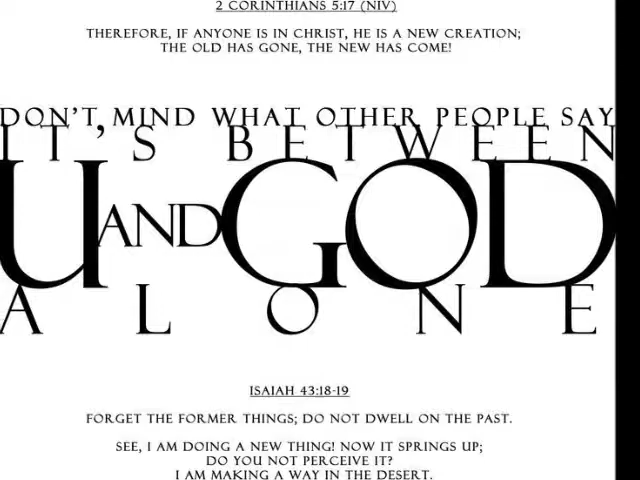 2 CORINTHIANS 5:17 (NIV)
THEREFORE, IF ANYONE IS IN CHRIST, HE IS A NEW CREATION;
THE OLD HAS GONE, THE NEW HAS COME!
DON'T MIND WHAT OTHER PEOPLE SAY
IT'S BETWEEN
U AND GOD
ALONE
ISAIAH 43:18-19
FORGET THE FORMER THINGS; DO NOT DWELL ON THE PAST.
SEE, I AM DOING A NEW THING! NOW IT SPRINGS UP;
DO YOU NOT PERCEIVE IT?
I AM MAKING A WAY IN THE DESERT.